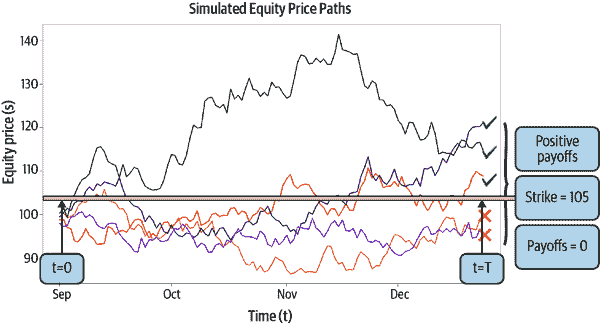 Simulated Equity Price Paths
Equity price (s)
140
130
120
110
100
90
Positive
payoffs
Strike = 105
Payoffs = 0
t=0
t=T
Sep
Oct
Nov
Dec
Time (t)